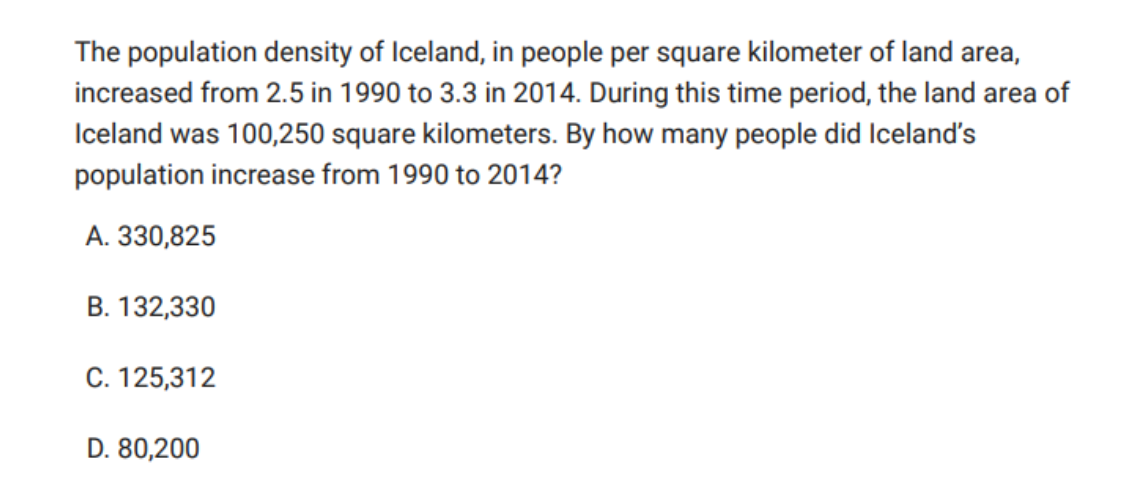 The population density of Iceland, in people per square kilometer of land area,
increased from 2.5 in 1990 to 3.3 in 2014. During this time period, the land area of
Iceland was 100,250 square kilometers. By how many people did Iceland’s
population increase from 1990 to 2014?
A. 330,825
B. 132,330
C. 125,312
D. 80,200